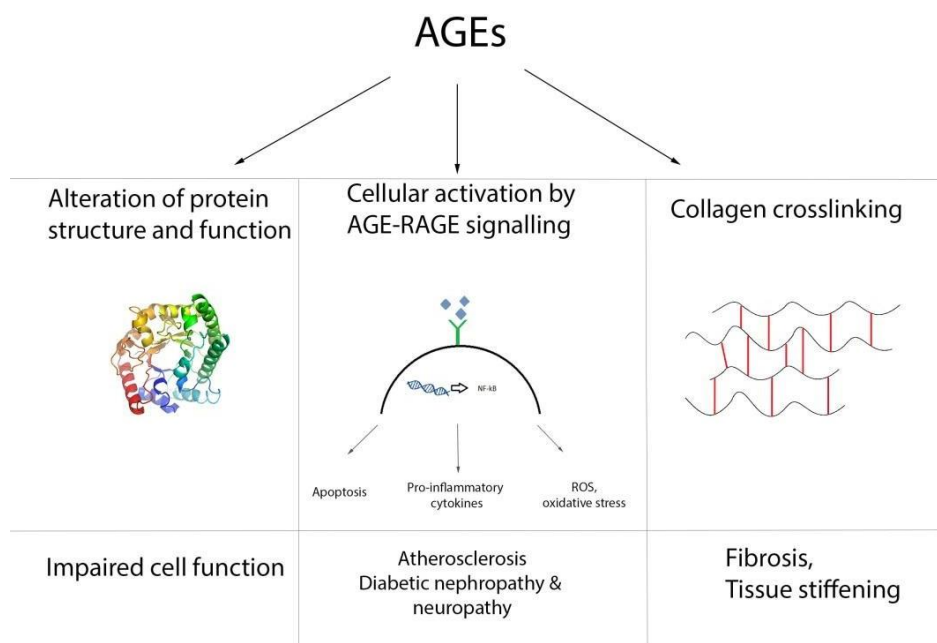 AGEs
Alteration of protein
structure and function
Cellular activation by
AGE-RAGE signalling
Collagen crosslinking
NF-kB
Apoptosis
Pro-inflammatory
cytokines
ROS,
oxidative stress
Impaired cell function
Atherosclerosis
Diabetic nephropathy &
neuropathy
Fibrosis,
Tissue stiffening